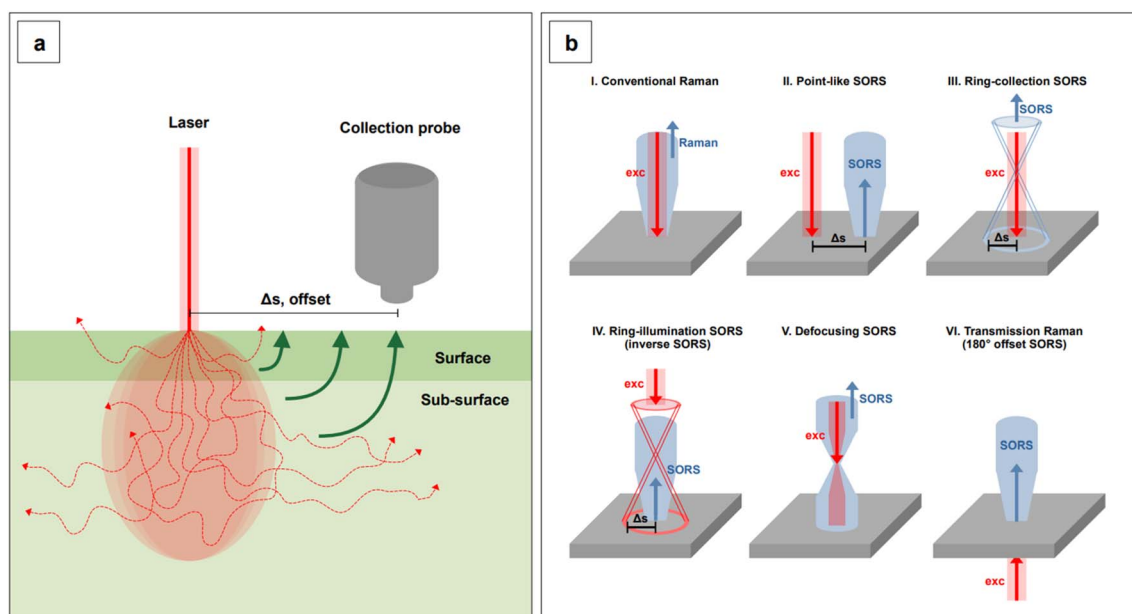 a
Laser
Collection probe
Δs, offset
Surface
Sub-surface
b
I. Conventional Raman
Raman
exc
II. Point-like SORS
exc
SORS
Δs
III. Ring-collection SORS
SORS
exc
Δs
IV. Ring-illumination SORS
(inverse SORS)
exc
SORS
Δs
V. Defocusing SORS
SORS
exc
VI. Transmission Raman
(180° offset SORS)
SORS
exc